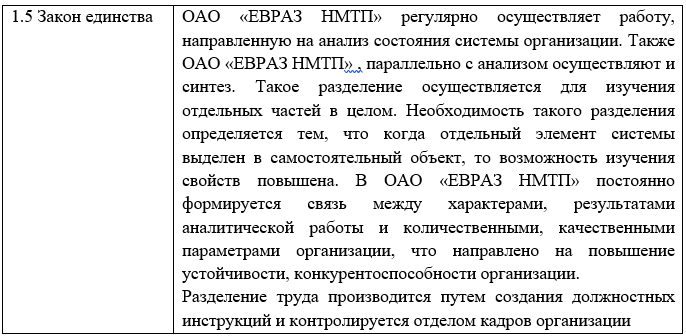 1.5 Закон единства
ОАО «ЕВРАЗ НМТП» регулярно осуществляет работу,
направленную на анализ состояния системы организации. Также
ОАО «ЕВРАЗ НМТП» , параллельно с анализом осуществляют и
синтез. Такое разделение осуществляется для изучения
отдельных частей в целом. Необходимость такого разделения
определяется тем, что когда отдельный элемент системы
выделен в самостоятельный объект, то возможность изучения
свойств повышена. В ОАО «ЕВРАЗ НМТП» постоянно
формируется связь между характерами, результатами
аналитической работы и количественными, качественными
параметрами организации, что направлено на повышение
устойчивости, конкурентоспособности организации.
Разделение труда производится путем создания должностных
инструкций и контролируется отделом кадров организации